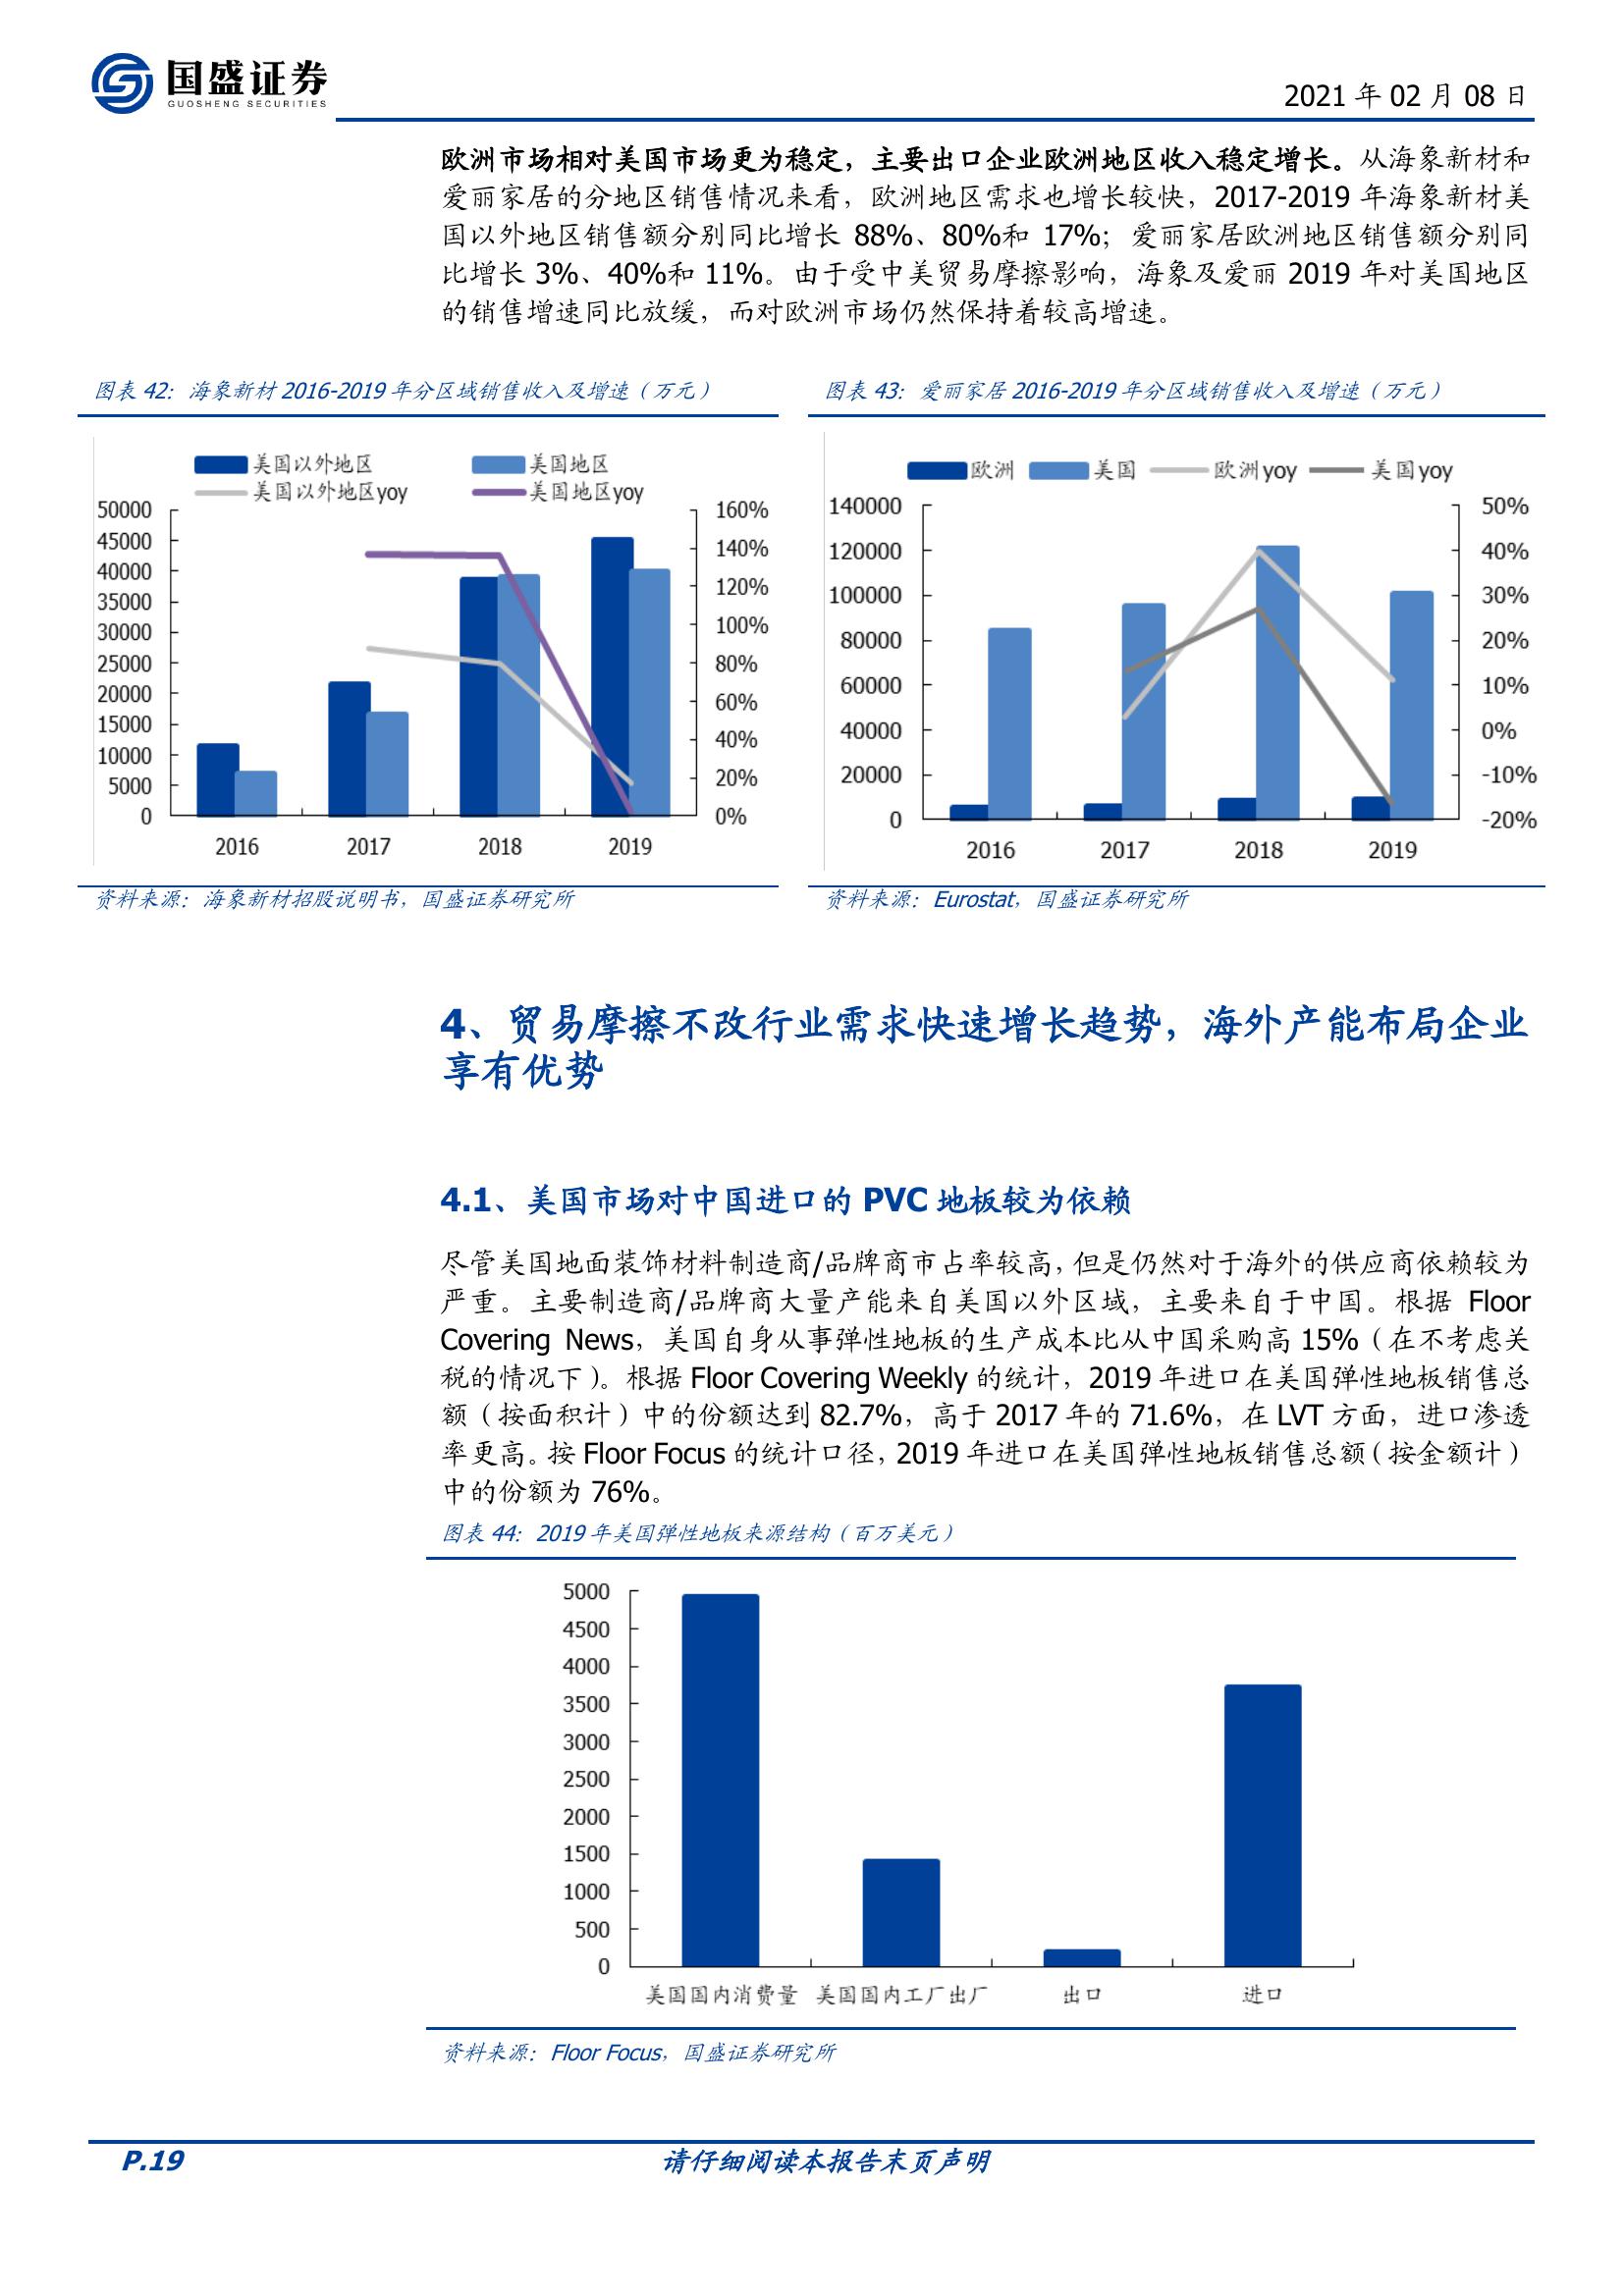 国盛证券
GUOSHENG SECURITIES
2021 年 02 月 08 日
欧洲市场相对美国市场更为稳定，主要出口企业欧洲地区收入稳定增长。从海象新材和
爱丽家居的分地区销售情况来看，欧洲地区需求也增长较快，2017-2019 年海象新材美
国以外地区销售额分别同比增长 88%、80%和 17%；爱丽家居欧洲地区销售额分别同
比增长 3%、40%和 11%。由于受中美贸易摩擦影响，海象及爱丽 2019 年对美国地区
的销售增速同比放缓，而对欧洲市场仍然保持着较高增速。
图表 42：海象新材 2016-2019 年分区域销售收入及增速（万元）
美国以外地区 美国地区
美国以外地区yoy 美国地区yoy
50000 160%
45000 140%
40000 120%
35000 100%
30000 80%
25000 60%
20000 40%
15000 20%
10000 0%
5000
0
2016 2017 2018 2019
资料来源：海象新材招股说明书，国盛证券研究所
图表 43：爱丽家居 2016-2019 年分区域销售收入及增速（万元）
欧洲 美国 欧洲yoy 美国yoy
140000 50%
120000 40%
100000 30%
80000 20%
60000 10%
40000 0%
20000 -10%
0 -20%
2016 2017 2018 2019
资料来源：Eurostat，国盛证券研究所
4、贸易摩擦不改行业需求快速增长趋势，海外产能布局企业
享有优势
4.1、美国市场对中国进口的 PVC 地板较为依赖
尽管美国地面装饰材料制造商/品牌商市占率较高，但是仍然对于海外的供应商依赖较为
严重。主要制造商/品牌商大量产能来自美国以外区域，主要来自于中国。根据 Floor
Covering News，美国自身从事弹性地板的生产成本比从中国采购高 15%（在不考虑关
税的情况下）。根据 Floor Covering Weekly 的统计，2019 年进口在美国弹性地板销售总
额（按面积计）中的份额达到 82.7%，高于 2017 年的 71.6%，在 LVT 方面，进口渗透
率更高。按 Floor Focus 的统计口径，2019 年进口在美国弹性地板销售总额（按金额计）
中的份额为 76%。
图表 44：2019 年美国弹性地板来源结构（百万美元）
5000
4500
4000
3500
3000
2500
2000
1500
1000
500
0
美国国内消费量 美国国内工厂出厂 出口 进口
资料来源：Floor Focus，国盛证券研究所
P.19 请仔细阅读本报告末页声明